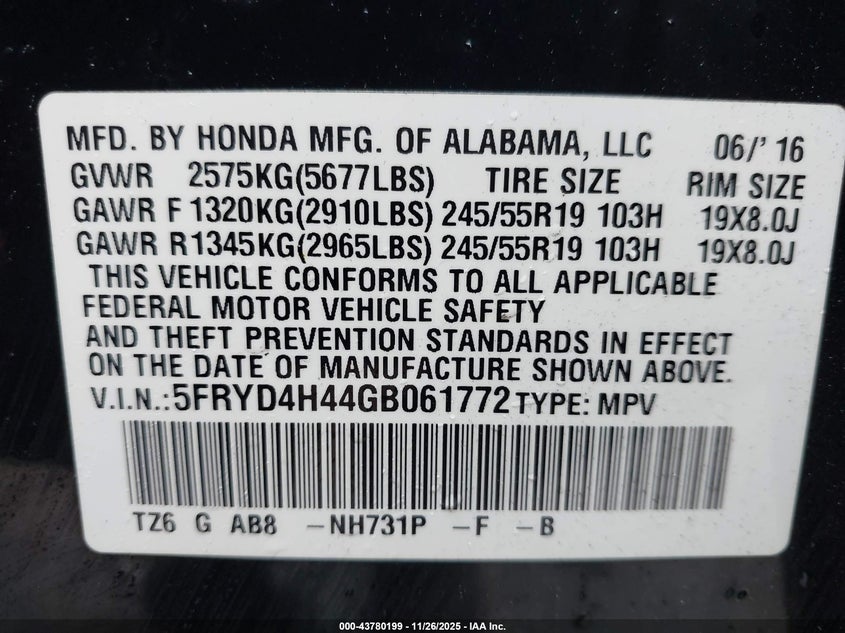 MFD. BY HONDA MFG. OF ALABAMA, LLC 06/' 16
GVWR 2575KG(5677LBS) TIRE SIZE RIM SIZE
GAWR F 1320KG(2910LBS) 245/55R19 103H 19X8.0J
GAWR R1345KG(2965LBS) 245/55R19 103H 19X8.0J
THIS VEHICLE CONFORMS TO ALL APPLICABLE
FEDERAL MOTOR VEHICLE SAFETY
AND THEFT PREVENTION STANDARDS IN EFFECT
ON THE DATE OF MANUFACTURE SHOWN ABOVE.
V.I.N.:5FRYD4H44GB061772 TYPE: MPV
TZ6 G AB8 -NH731P -F -B
000-43780199 - 11/26/2025 - IAA Inc.